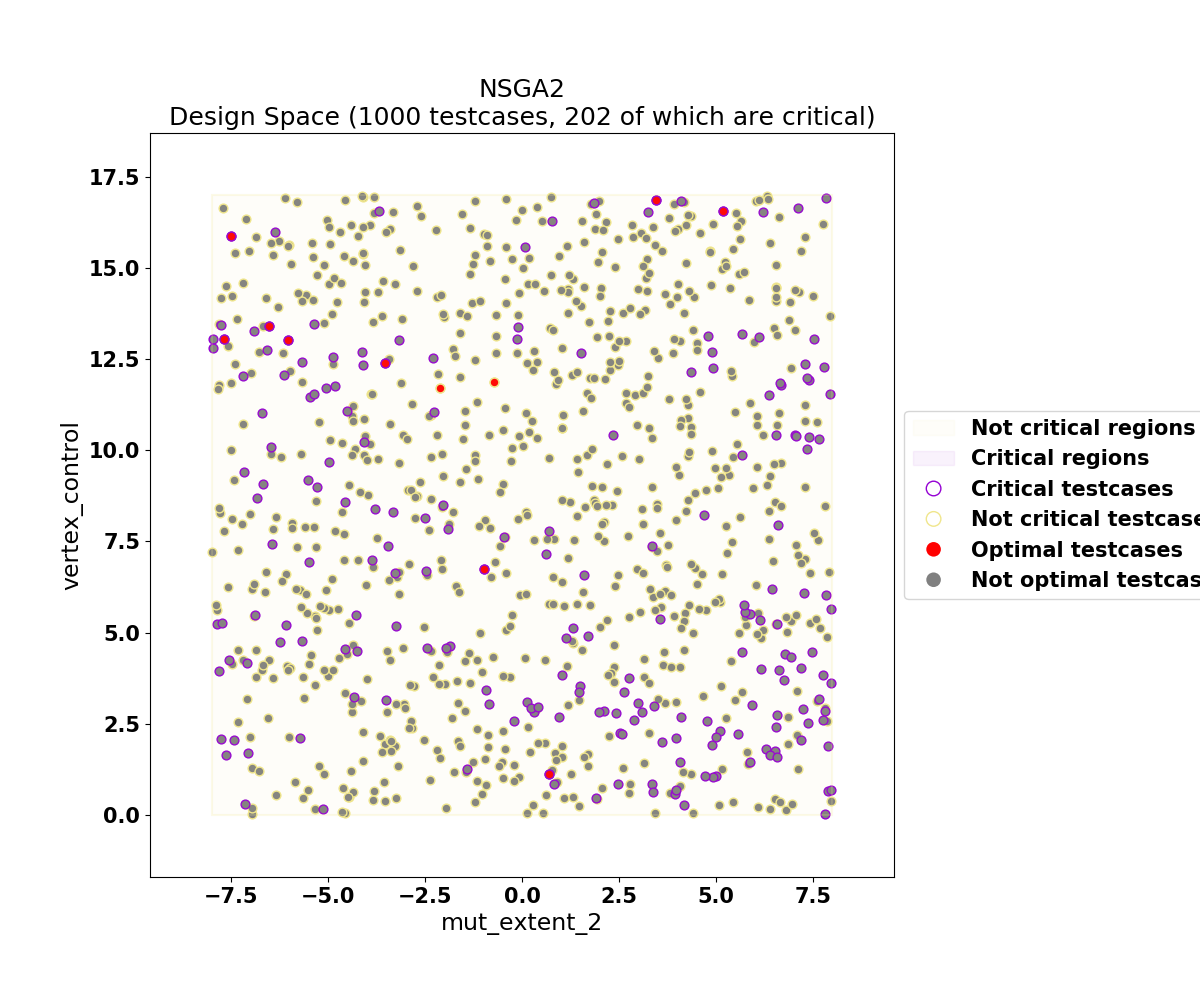 NSGA2
Design Space (1000 testcases, 202 of which are critical)
17.5
15.0
12.5
10.0
7.5
5.0
2.5
0.0
vertex_control
−7.5
−5.0
−2.5
0.0
2.5
5.0
7.5
mut_extent_2
Not critical regions
Critical regions
Critical testcases
Not critical testcase
Optimal testcases
Not optimal testcas